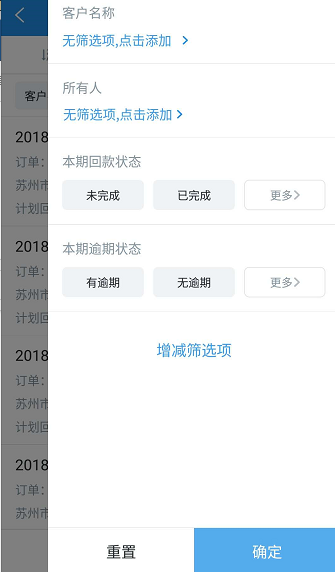 客户名称
无筛选项,点击添加
所有人
无筛选项,点击添加
本期回款状态
未完成
已完成
更多
本期逾期状态
有逾期
无逾期
更多
增减筛选项
重置
确定
客户
2018
订单:
苏州市
计划回
2018
订单:
苏州市
计划回
2018
订单:
苏州市
计划回
2018
订单:
苏州市